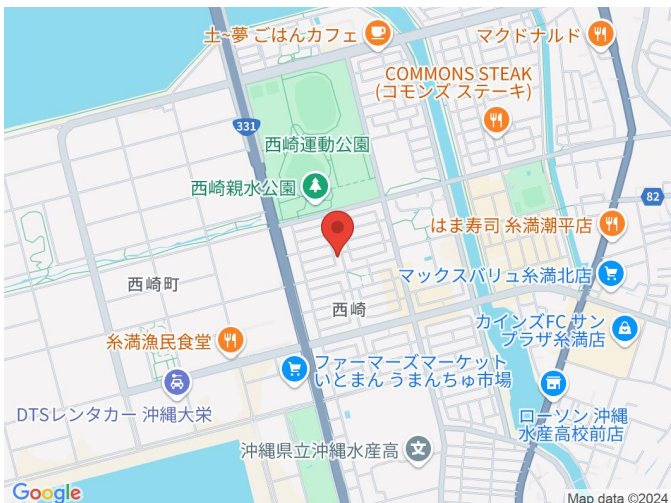 土~夢 ごはんカフェ
マクドナルド
COMMONS STEAK
(コモンズ ステーキ)
331
西崎運動公園
西崎親水公園
82
はま寿司 糸満潮平店
マックスバリュ糸満北店
西崎町
西崎
カインズFC サン
プラザ糸満店
糸満漁民食堂
ファーマーズマーケット
いとまん うまんちゅ市場
DTSレンタカー 沖縄大栄
ローソン 沖縄
水産高校前店
沖縄県立沖縄水産高
文
Google
Map data ©2024